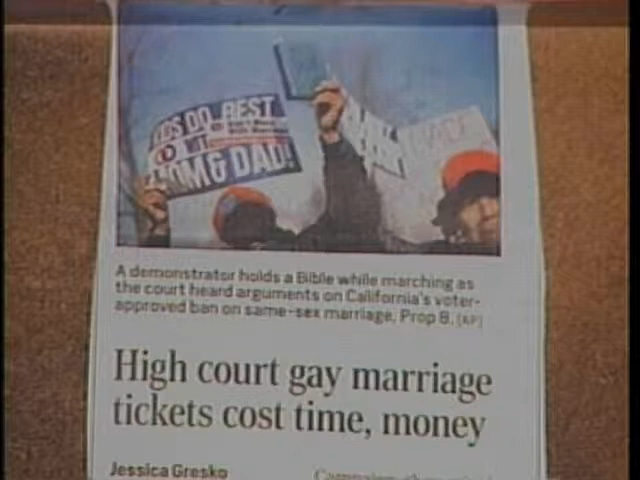 KIDS DO BEST
MOM & DAD!
A demonstrator holds a Bible while marching as
the court heard arguments on California's voter-
approved ban on same-sex marriage, Prop 8. (AP)
High court gay marriage
tickets cost time, money
Jessica Gresko